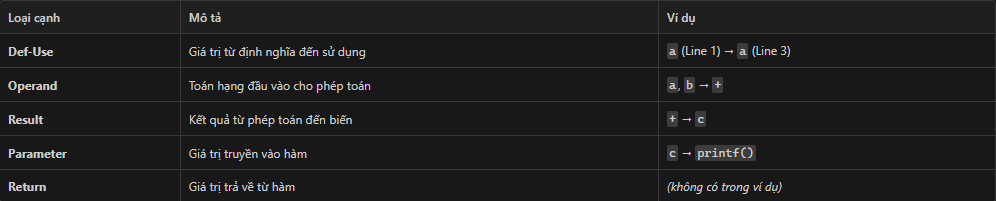 Loại cạnh Mô tả Ví dụ
Def-Use Giá trị từ định nghĩa đến sử dụng a (Line 1) → a (Line 3)
Operand Toán hạng đầu vào cho phép toán a, b → +
Result Kết quả từ phép toán đến biến + → c
Parameter Giá trị truyền vào hàm c → printf()
Return Giá trị trả về từ hàm (không có trong ví dụ)